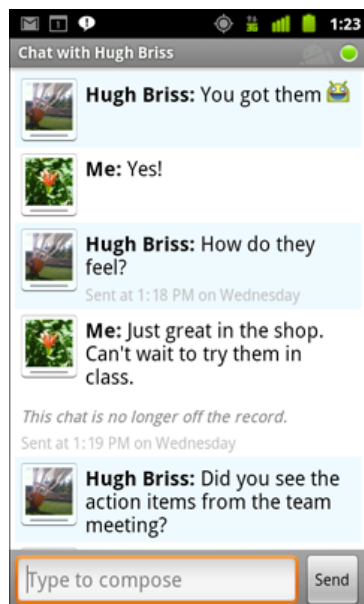 1:23
Chat with Hugh Briss
Hugh Briss: You got them
Me: Yes!
Hugh Briss: How do they
feel?
Sent at 1:18 PM on Wednesday
Me: Just great in the shop.
Can't wait to try them in
class.
This chat is no longer off the record.
Sent at 1:19 PM on Wednesday
Hugh Briss: Did you see the
action items from the team
meeting?
Type to compose
Send